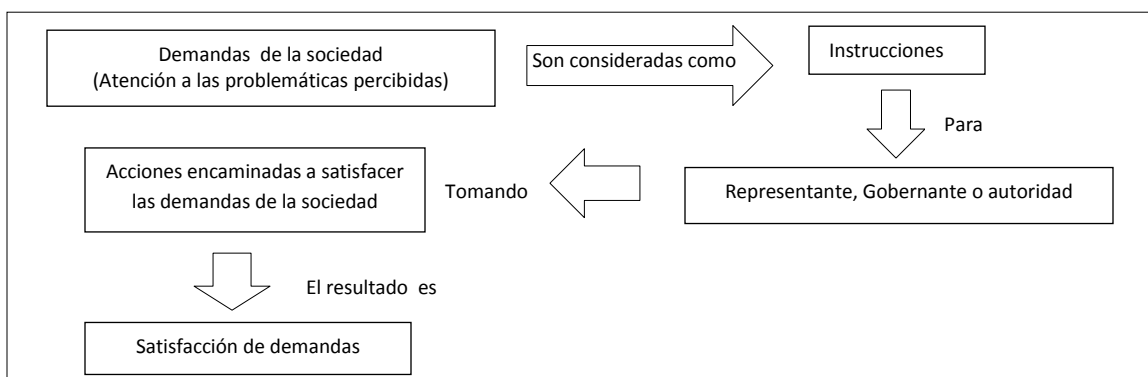 Demandas de la sociedad
(Atención a las problemáticas percibidas)
Son consideradas como
Instrucciones
Para
Representante, Gobernante o autoridad
Tomando
Acciones encaminadas a satisfacer
las demandas de la sociedad
El resultado es
Satisfacción de demandas